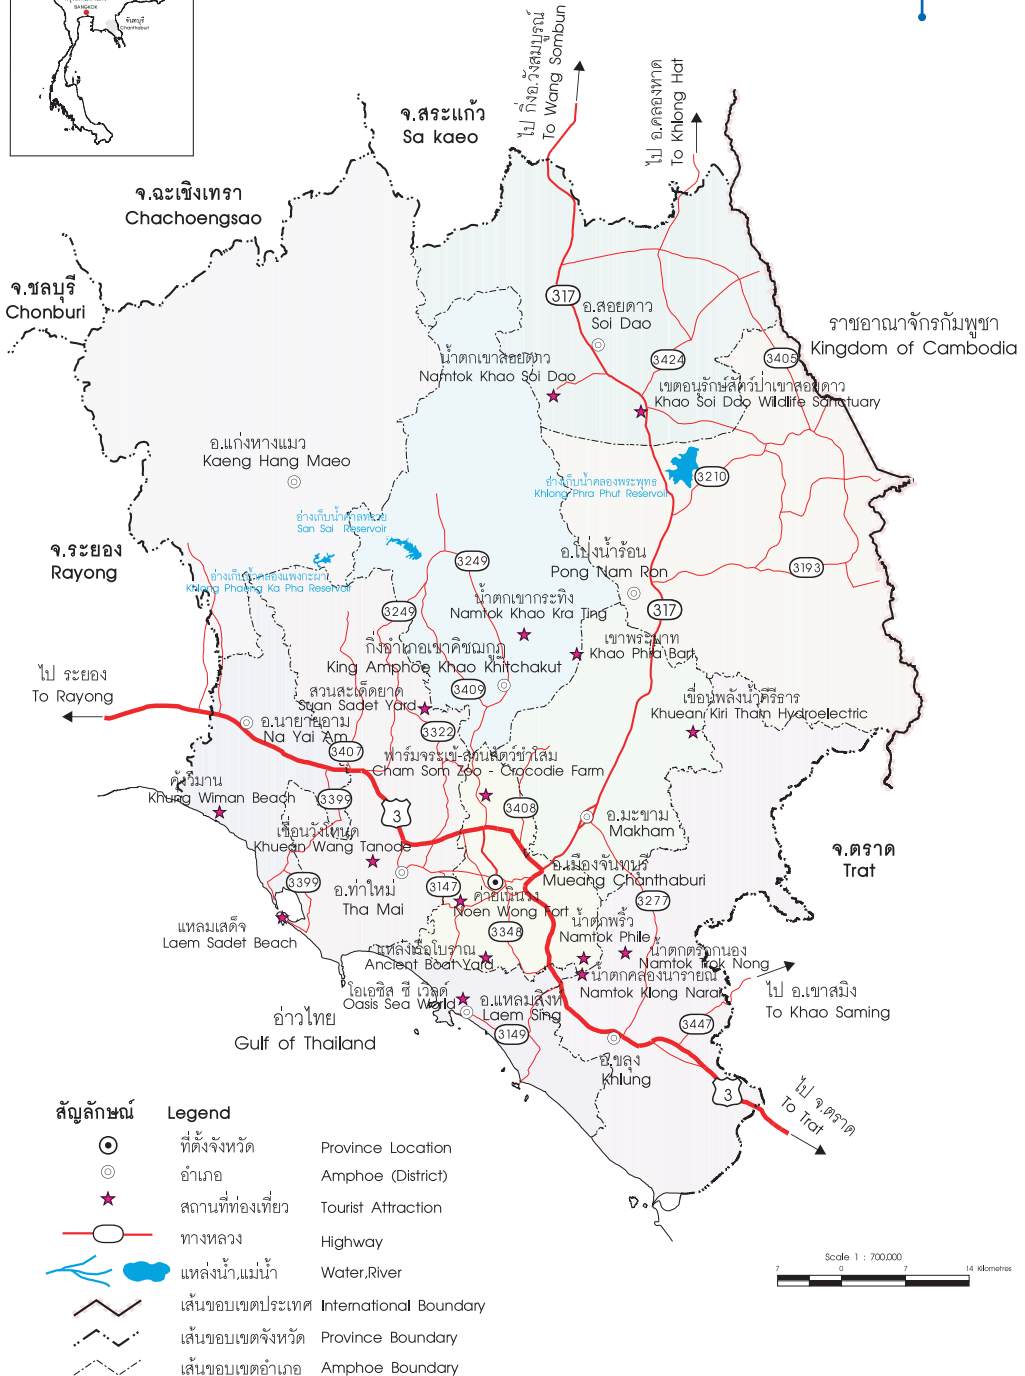 BANGKOK
จันทบุรี
Chanthaburi
จ.สระแก้ว
Sa kaeo
ไป กิ่งอ.วังสมบูรณ์
To Wang Sombun
ไป อ.คลองหาด
To Khlong Hat
จ.ฉะเชิงเทรา
Chachoengsao
จ.ชลบุรี
Chonburi
317
อ.สอยดาว
Soi Dao
ราชอาณาจักรกัมพูชา
Kingdom of Cambodia
น้ำตกเขาสอยดาว
Namtok Khao Soi Dao
3424
3405
เขตอนุรักษ์สัตว์ป่าเขาสอยดาว
Khao Soi Dao Wildlife Sanctuary
อ.แก่งหางแมว
Kaeng Hang Maeo
อ่างเก็บน้ำคลองพระพุทธ
Khlong Phra Phut Reservoir
3210
อ่างเก็บน้ำศาลทราย
San Sai Reservoir
จ.ระยอง
Rayong
อ่างเก็บน้ำคลองแพงกะผา
Khlong Phaeng Ka Pha Reservoir
3249
อ.โป่งน้ำร้อน
Pong Nam Ron
3193
น้ำตกเขากระทิง
Namtok Khao Kra Ting
3249
317
กิ่งอำเภอเขาคิชฌกูฏ
King Amphoe Khao Khitchakut
เขาพระบาท
Khao Phra Bart
ไป ระยอง
To Rayong
สวนสะเด็ดยาด
Suan Sadet Yard
3409
เขื่อนพลังน้ำคีรีธาร
Khuean Kiri Tharn Hydroelectric
อ.นายายอาม
Na Yai Am
3322
3407
ฟาร์มจระเข้-สวนสัตว์ชำโสม
Cham Som Zoo - Crocodie Farm
คุ้งวิมาน
Khung Wiman Beach
3399
3
3408
อ.มะขาม
Makham
เขื่อนวังโตนด
Khuean Wang Tanode
จ.ตราด
Trat
อ.เมืองจันทบุรี
Mueang Chanthaburi
3399
อ.ท่าใหม่
Tha Mai
3147
ค่ายเนินวง
Noen Wong Fort
3277
แหลมเสด็จ
Laem Sadet Beach
3348
น้ำตกพริ้ว
Namtok Phile
แหล่งเรือโบราณ
Ancient Boat Yard
น้ำตกตรอกนอง
Namtok Trok Nong
น้ำตกคลองนารายณ์
Namtok Klong Narai
โอเอซิส ซี เวิลด์
Oasis Sea World
อ.แหลมสิงห์
Laem Sing
ไป อ.เขาสมิง
To Khao Saming
อ่าวไทย
Gulf of Thailand
3149
3447
อ.ขลุง
Khlung
3
ไป จ.ตราด
To Trat
สัญลักษณ์ Legend
ที่ตั้งจังหวัด Province Location
อำเภอ Amphoe (District)
สถานที่ท่องเที่ยว Tourist Attraction
ทางหลวง Highway
แหล่งน้ำ,แม่น้ำ Water,River
เส้นขอบเขตประเทศ International Boundary
เส้นขอบเขตจังหวัด Province Boundary
เส้นขอบเขตอำเภอ Amphoe Boundary
Scale 1 : 700,000
7 0 7 14 Kilometres